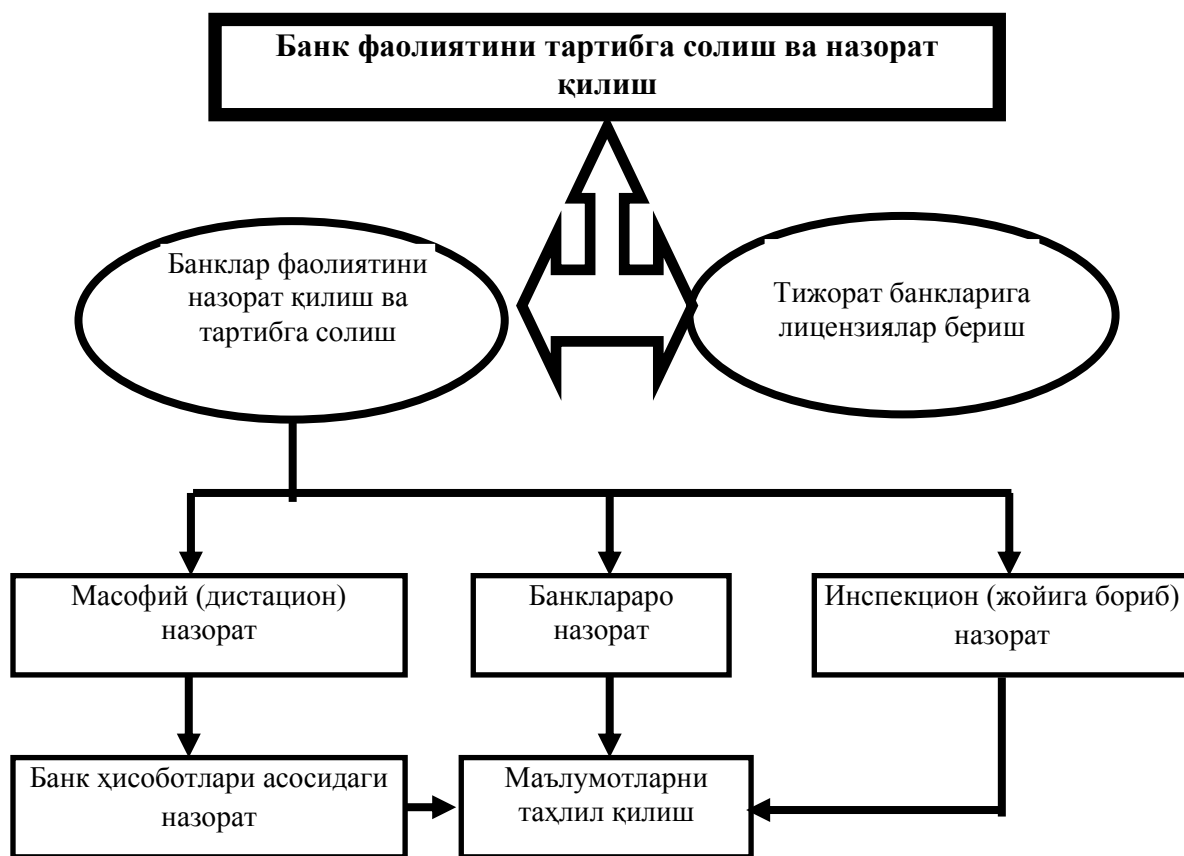 Банк фаолиятини тартибга солиш ва назорат
қилиш
Банклар фаолиятини
назорат қилиш ва
тартибга солиш
Тижорат банкларига
лицензиялар бериш
Масофий (дистацион)
назорат
Банклараро
назорат
Инспекцион (жойига бориб)
назорат
Банк ҳисоботлари асосидаги
назорат
Маълумотларни
таҳлил қилиш